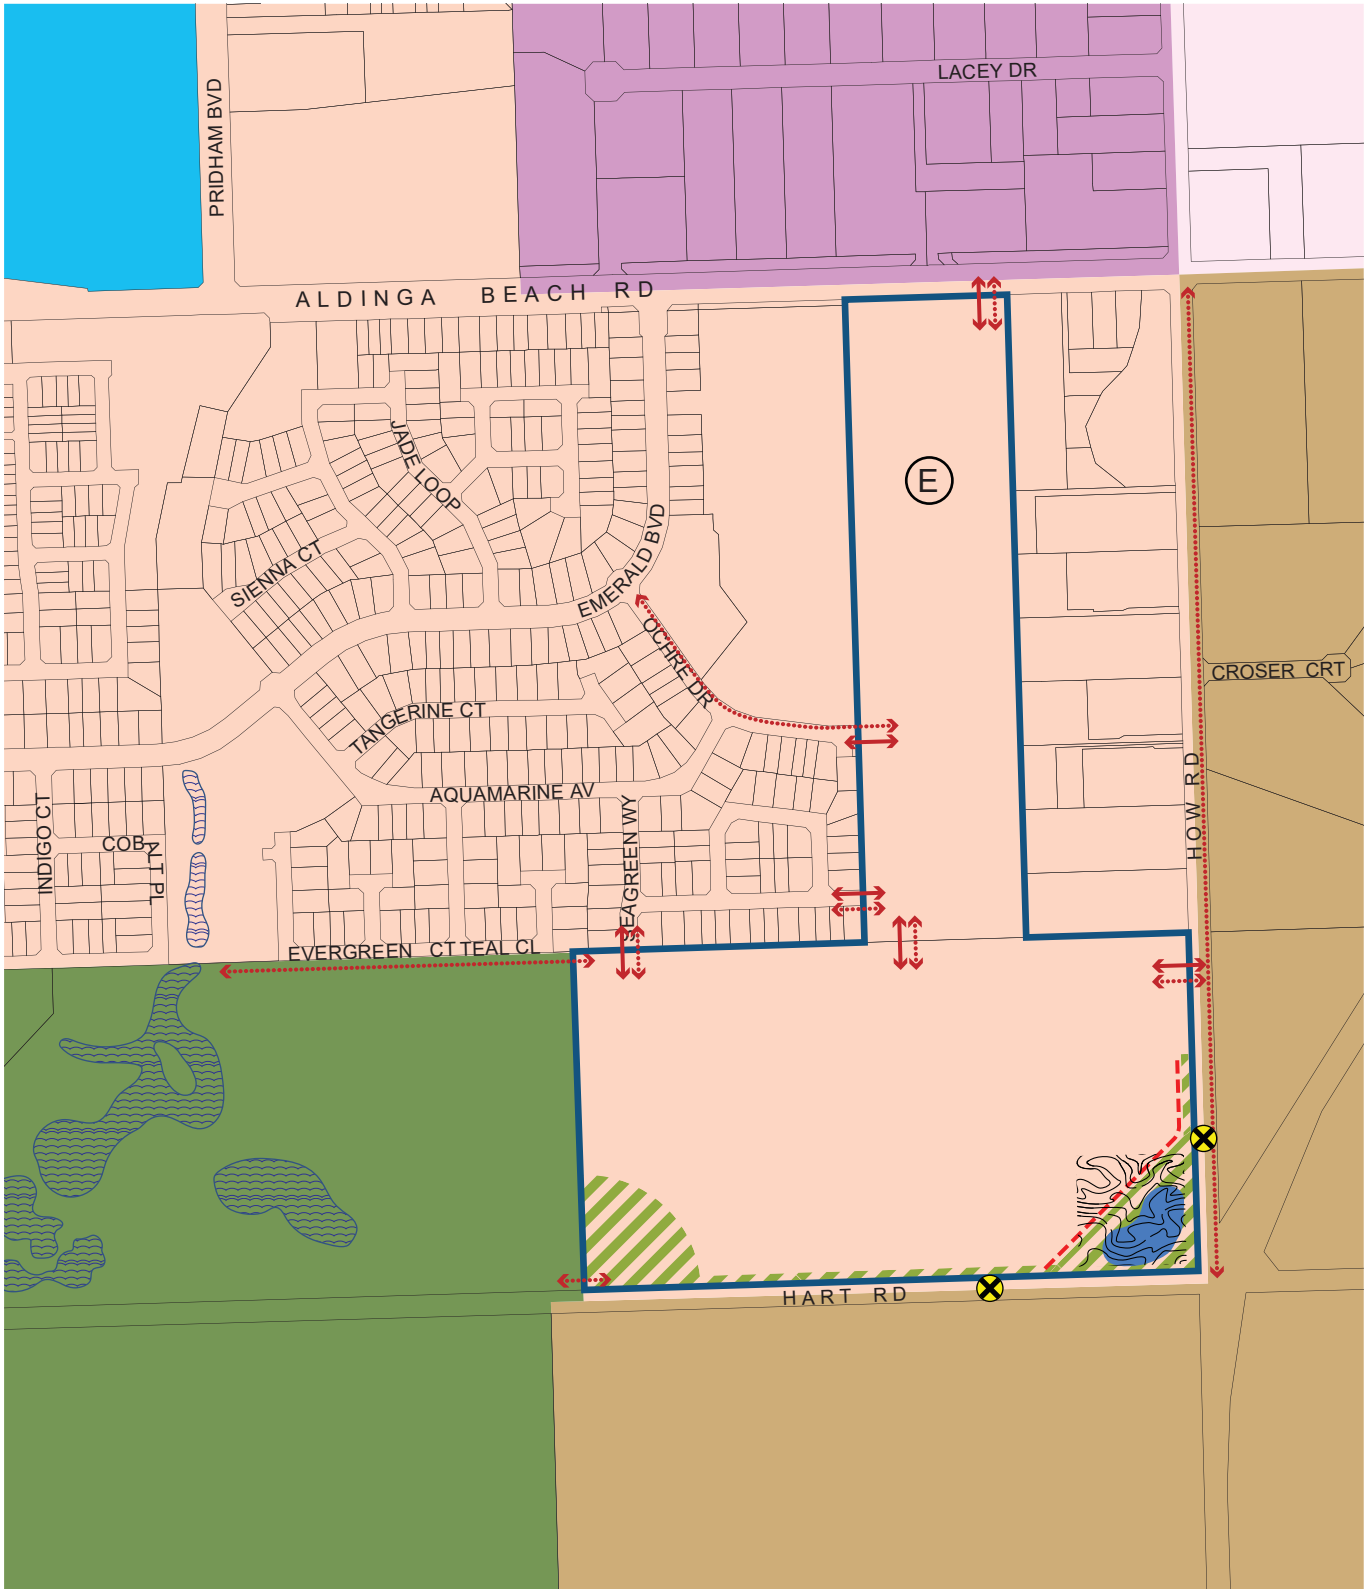 LACEY DR
PRIDHAM BVD
ALDINGA BEACH RD
E
JADE LOOP
SIENNA CT
EMERALD BVD
OCHRE DR
CROSER CRT
TANGERINE CT
HOW RD
AQUAMARINE AV
INDIGO CT
COBALT PL
SEAGREEN WY
EVERGREEN CT
TEAL CL
HART RD